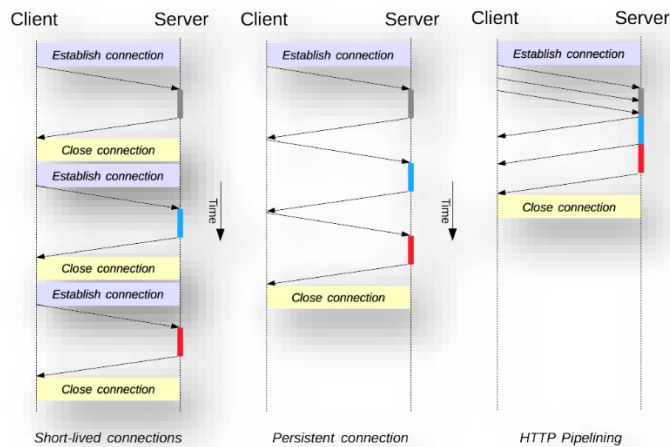 Client Server
Establish connection
Close connection
Establish connection
Close connection
Establish connection
Close connection
Time
Short-lived connections
Client Server
Establish connection
Close connection
Time
Persistent connection
Client Server
Establish connection
Close connection
HTTP Pipelining